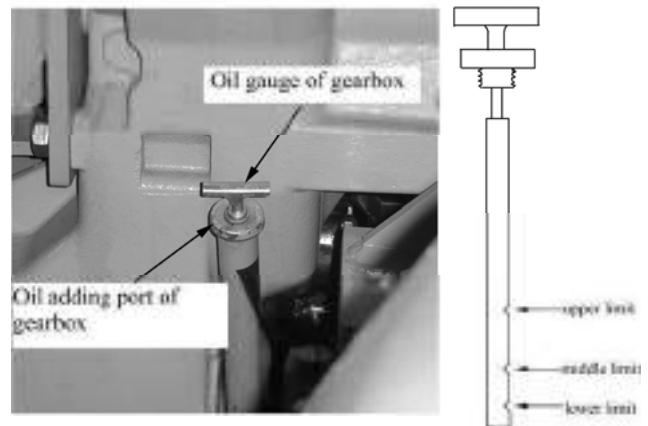 Oil gauge of gearbox
Oil adding port of
gearbox
upper limit
middle limit
lower limit